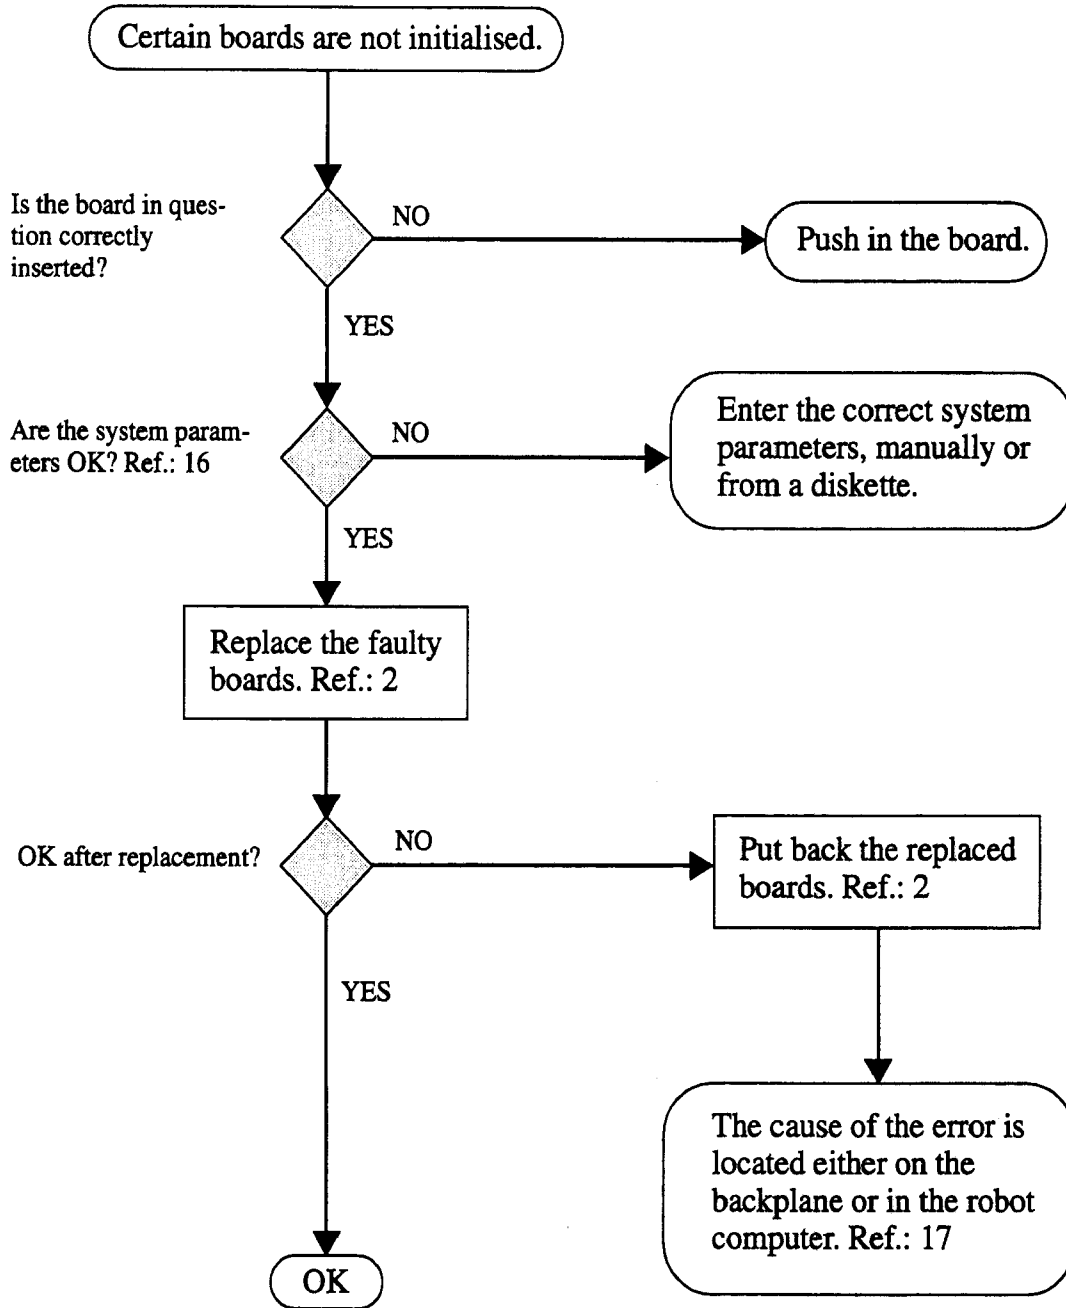 Certain boards are not initialised.
Is the board in ques-
tion correctly
inserted?
NO
Push in the board.
YES
Are the system param-
eters OK? Ref.: 16
NO
Enter the correct system
parameters, manually or
from a diskette.
YES
Replace the faulty
boards. Ref.: 2
OK after replacement?
NO
Put back the replaced
boards. Ref.: 2
YES
The cause of the error is
located either on the
backplane or in the robot
computer. Ref.: 17
OK